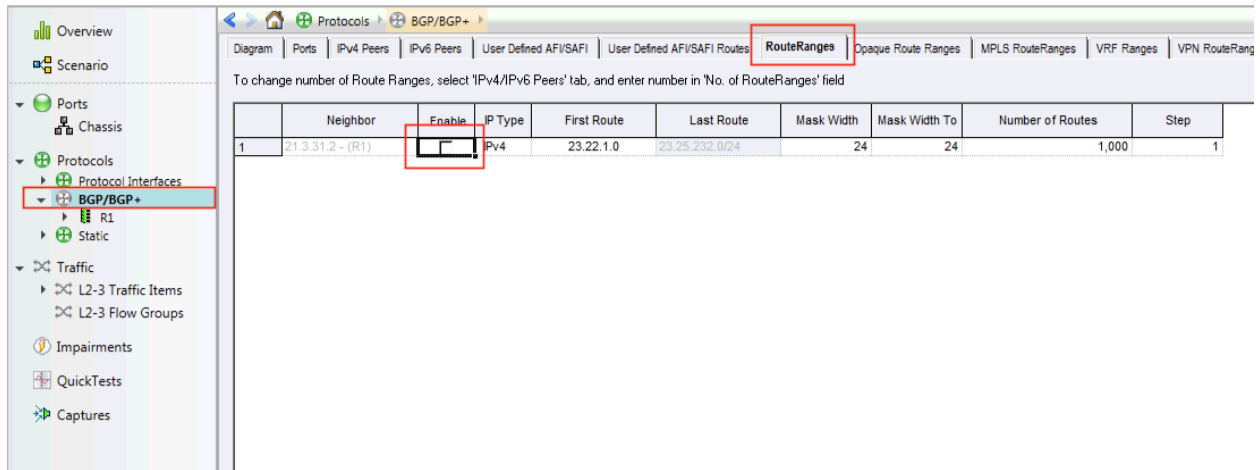 Overview
Scenario
Ports
Chassis
Protocols
Protocol Interfaces
BGP/BGP+
R1
Static
Traffic
L2-3 Traffic Items
L2-3 Flow Groups
Impairments
QuickTests
Captures
Protocols BGP/BGP+
Diagram Ports IPv4 Peers IPv6 Peers User Defined AFI/SAFI User Defined AFI/SAFI Routes RouteRanges Opaque Route Ranges MPLS RouteRanges VRF Ranges VPN RouteRang
To change number of Route Ranges, select 'IPv4/IPv6 Peers' tab, and enter number in 'No. of RouteRanges' field
Neighbor Enable IP Type First Route Last Route Mask Width Mask Width To Number of Routes Step
1 21.3.31.2 - (R1) IPv4 23.22.1.0 23.25.232.0/24 24 24 1,000 1